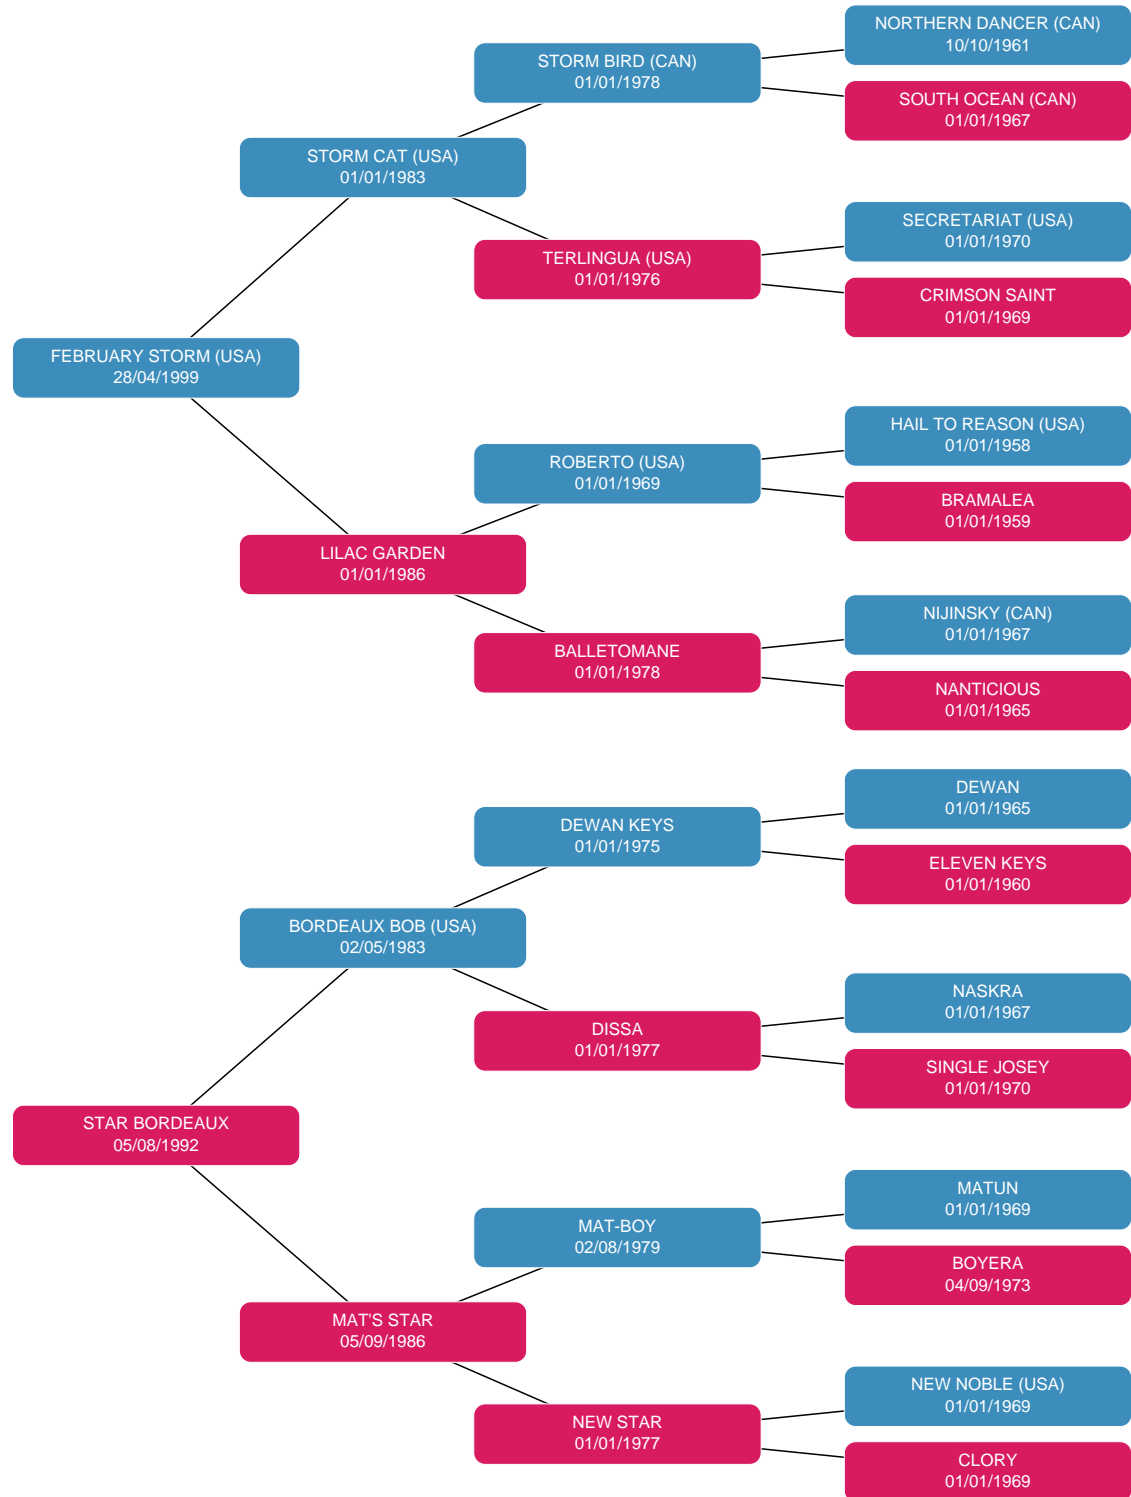 NORTHERN DANCER (CAN)
10/10/1961
STORM BIRD (CAN)
01/01/1978
SOUTH OCEAN (CAN)
01/01/1967
STORM CAT (USA)
01/01/1983
SECRETARIAT (USA)
01/01/1970
TERLINGUA (USA)
01/01/1976
CRIMSON SAINT
01/01/1969
FEBRUARY STORM (USA)
28/04/1999
HAIL TO REASON (USA)
01/01/1958
ROBERTO (USA)
01/01/1969
BRAMALEA
01/01/1959
LILAC GARDEN
01/01/1986
NIJINSKY (CAN)
01/01/1967
BALLETOMANE
01/01/1978
NANTICIOUS
01/01/1965
DEWAN
01/01/1965
DEWAN KEYS
01/01/1975
ELEVEN KEYS
01/01/1960
BORDEAUX BOB (USA)
02/05/1983
NASKRA
01/01/1967
DISSA
01/01/1977
SINGLE JOSEY
01/01/1970
STAR BORDEAUX
05/08/1992
MATUN
01/01/1969
MAT-BOY
02/08/1979
BOYERA
04/09/1973
MAT'S STAR
05/09/1986
NEW NOBLE (USA)
01/01/1969
NEW STAR
01/01/1977
CLORY
01/01/1969